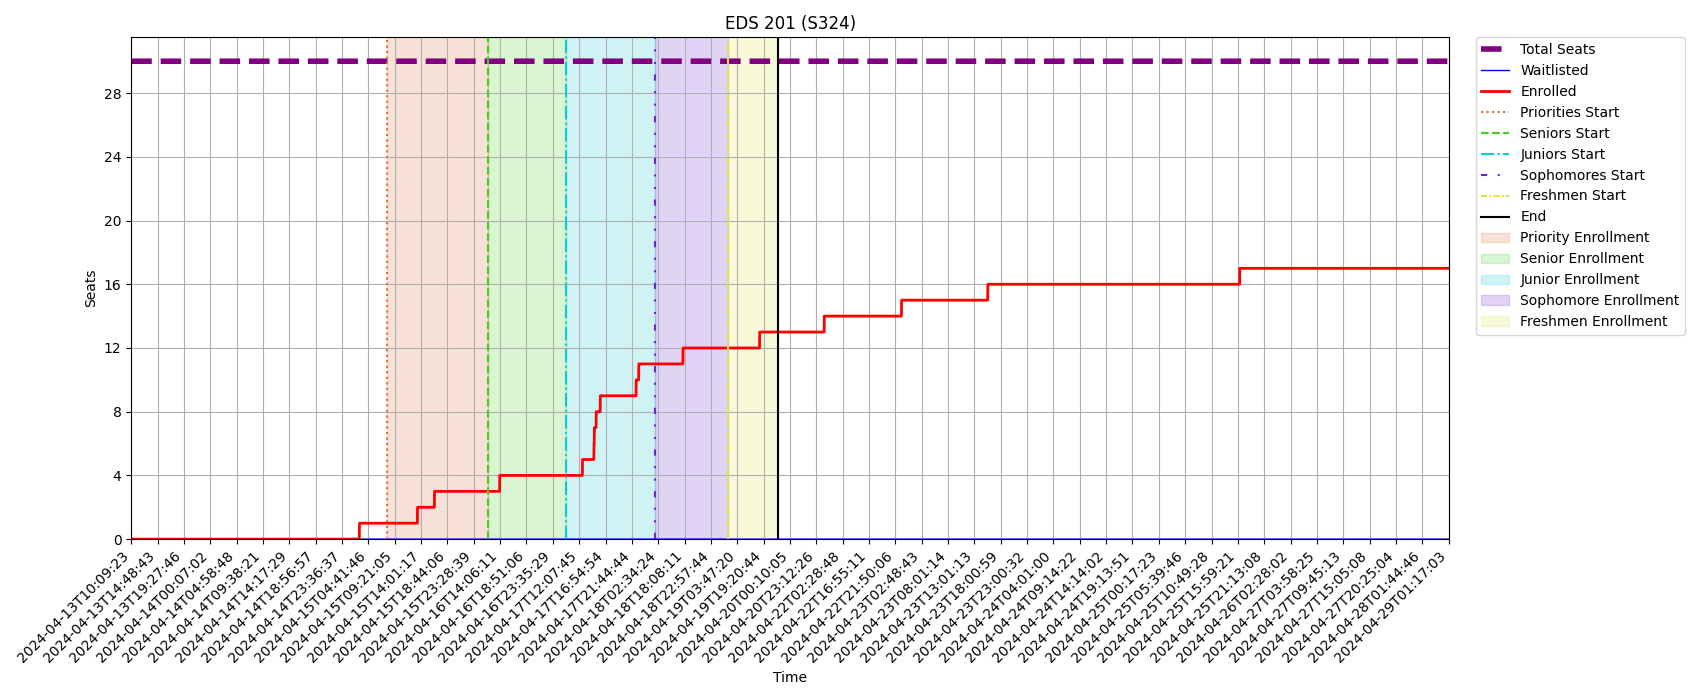 EDS 201 (S324)
Total Seats
Waitlisted
Enrolled
Priorities Start
Seniors Start
Juniors Start
Sophomores Start
Freshmen Start
End
Priority Enrollment
Senior Enrollment
Junior Enrollment
Sophomore Enrollment
Freshmen Enrollment
Seats
28
24
20
16
12
8
4
0
2024-04-13T10:09:23
2024-04-13T14:48:43
2024-04-13T19:27:46
2024-04-14T00:07:02
2024-04-14T04:58:48
2024-04-14T09:38:21
2024-04-14T14:17:29
2024-04-14T18:56:57
2024-04-14T23:36:37
2024-04-15T04:41:46
2024-04-15T09:21:05
2024-04-15T14:01:17
2024-04-15T18:44:06
2024-04-15T23:28:39
2024-04-16T14:06:11
2024-04-16T18:51:06
2024-04-16T23:35:29
2024-04-17T12:07:45
2024-04-17T16:54:54
2024-04-17T21:44:44
2024-04-18T02:34:24
2024-04-18T18:08:11
2024-04-18T22:57:44
2024-04-19T03:47:20
2024-04-19T19:20:44
2024-04-20T00:10:05
2024-04-20T23:12:26
2024-04-22T02:28:48
2024-04-22T16:55:11
2024-04-22T21:50:06
2024-04-23T02:48:43
2024-04-23T08:01:14
2024-04-23T13:01:13
2024-04-23T18:00:59
2024-04-23T23:00:32
2024-04-24T04:01:00
2024-04-24T09:14:22
2024-04-24T14:14:02
2024-04-24T19:13:51
2024-04-25T00:17:23
2024-04-25T05:39:46
2024-04-25T10:49:28
2024-04-25T15:59:21
2024-04-25T21:13:08
2024-04-26T02:28:02
2024-04-27T03:58:25
2024-04-27T09:45:13
2024-04-27T15:05:08
2024-04-27T20:25:04
2024-04-28T01:44:46
2024-04-29T01:17:03
Time